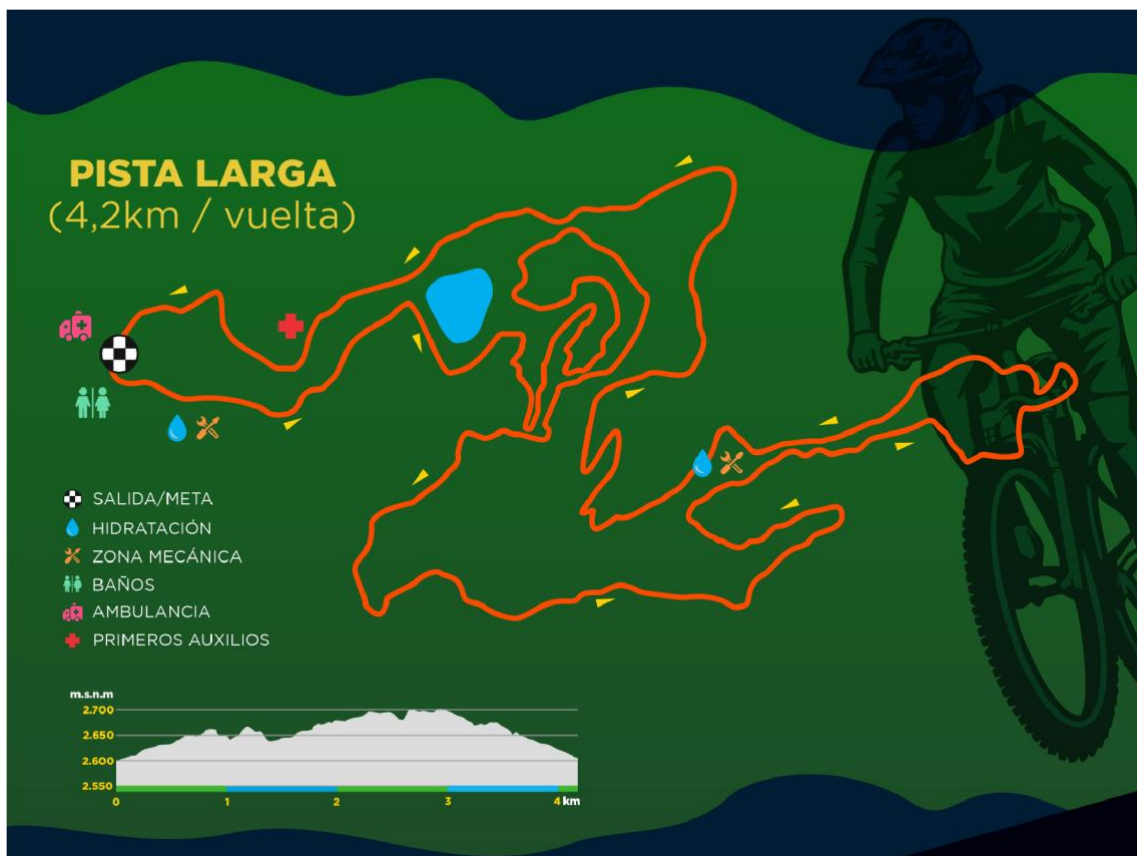 PISTA LARGA
(4,2km / vuelta)
SALIDA/META
HIDRATACIÓN
ZONA MECÁNICA
BAÑOS
AMBULANCIA
PRIMEROS AUXILIOS
m.s.n.m
2.700
2.650
2.600
2.550
0 1 2 3 4 km